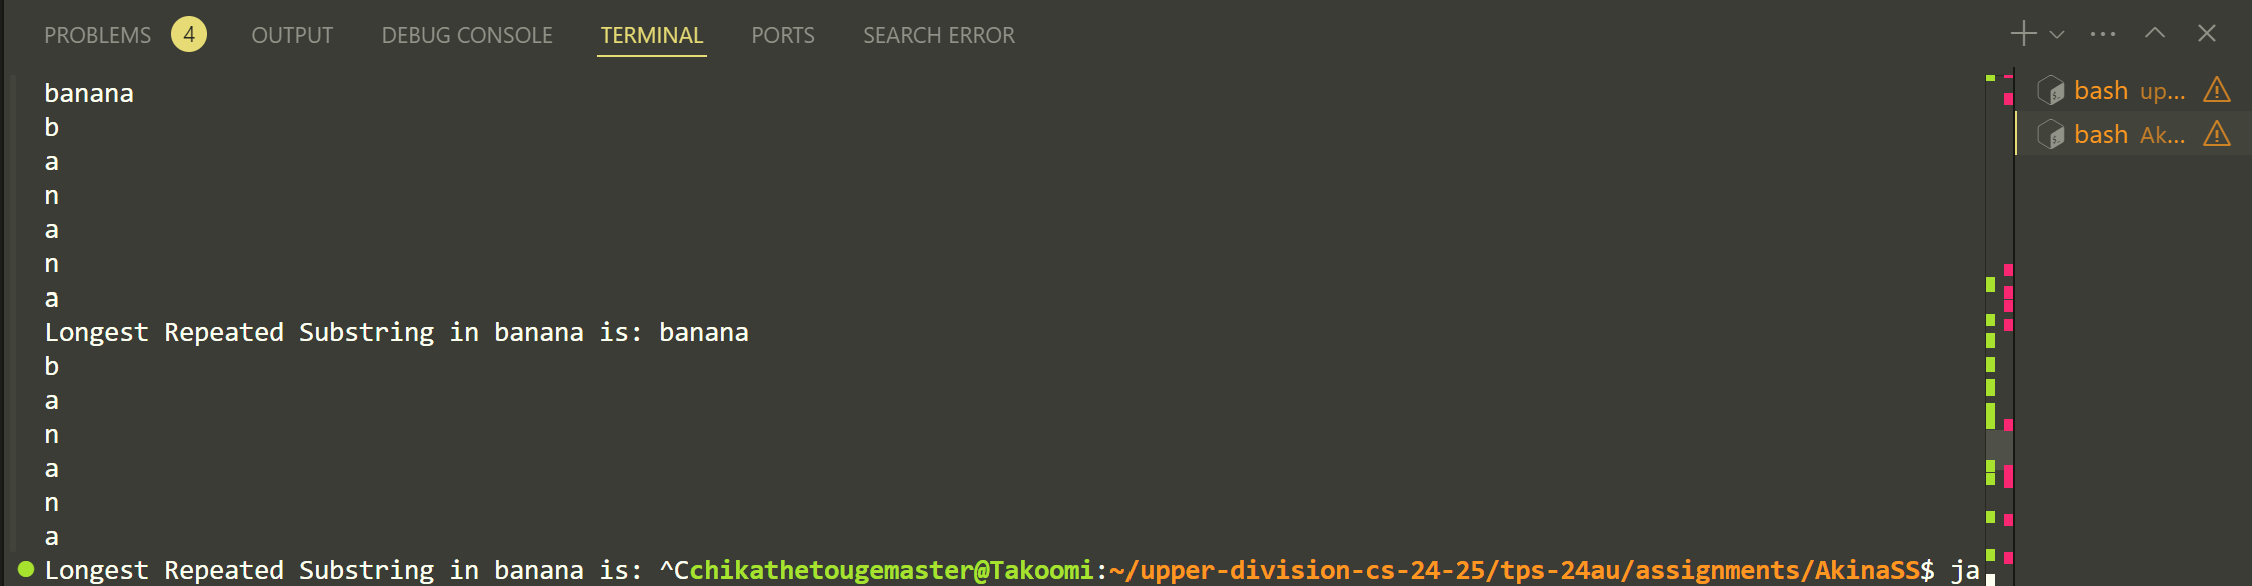 PROBLEMS 4 OUTPUT DEBUG CONSOLE TERMINAL PORTS SEARCH ERROR
banana
b
a
n
a
n
a
Longest Repeated Substring in banana is: banana
b
a
n
a
n
a
Longest Repeated Substring in banana is: ^Cchikathetougemaster@Takoomi:~/upper-division-cs-24-25/tps-24au/assignments/AkinaSS$ ja
bash up...
bash Ak...